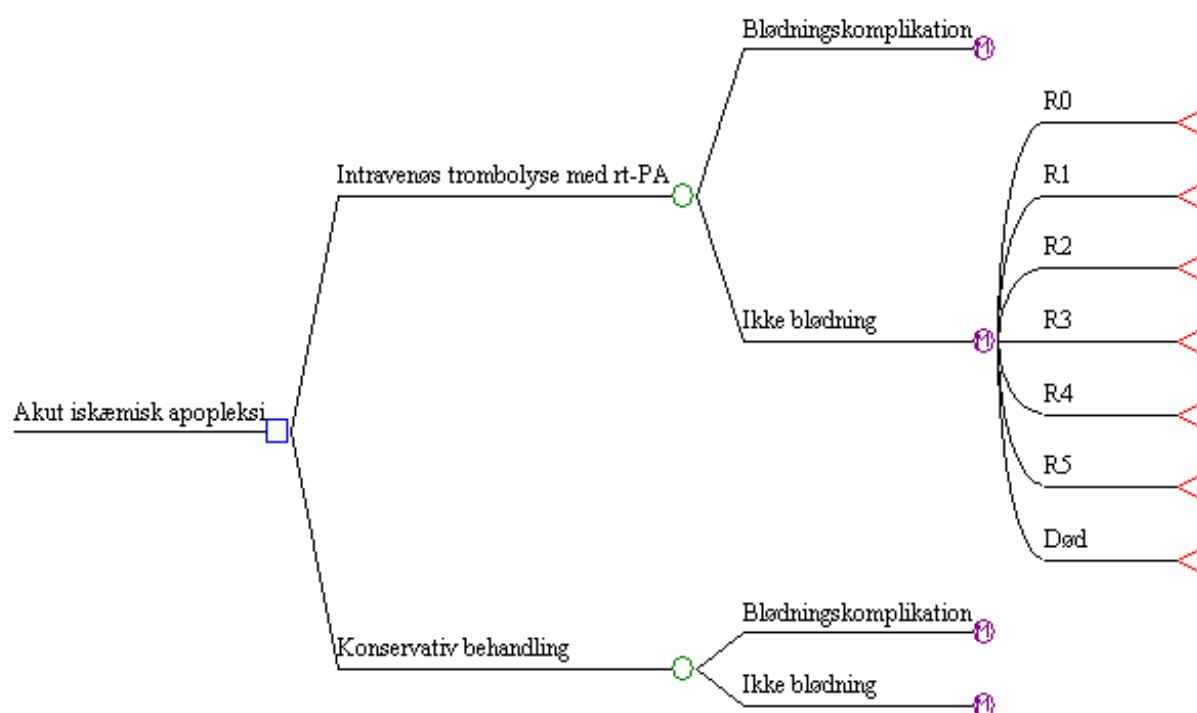 Blødningskomplikation
M
R0
Intravenøs trombolyse med rt-PA
R1
R2
Ikke blødning
M
R3
R4
Akut iskæmisk apopleksi
R5
Død
Blødningskomplikation
M
Konservativ behandling
Ikke blødning
M